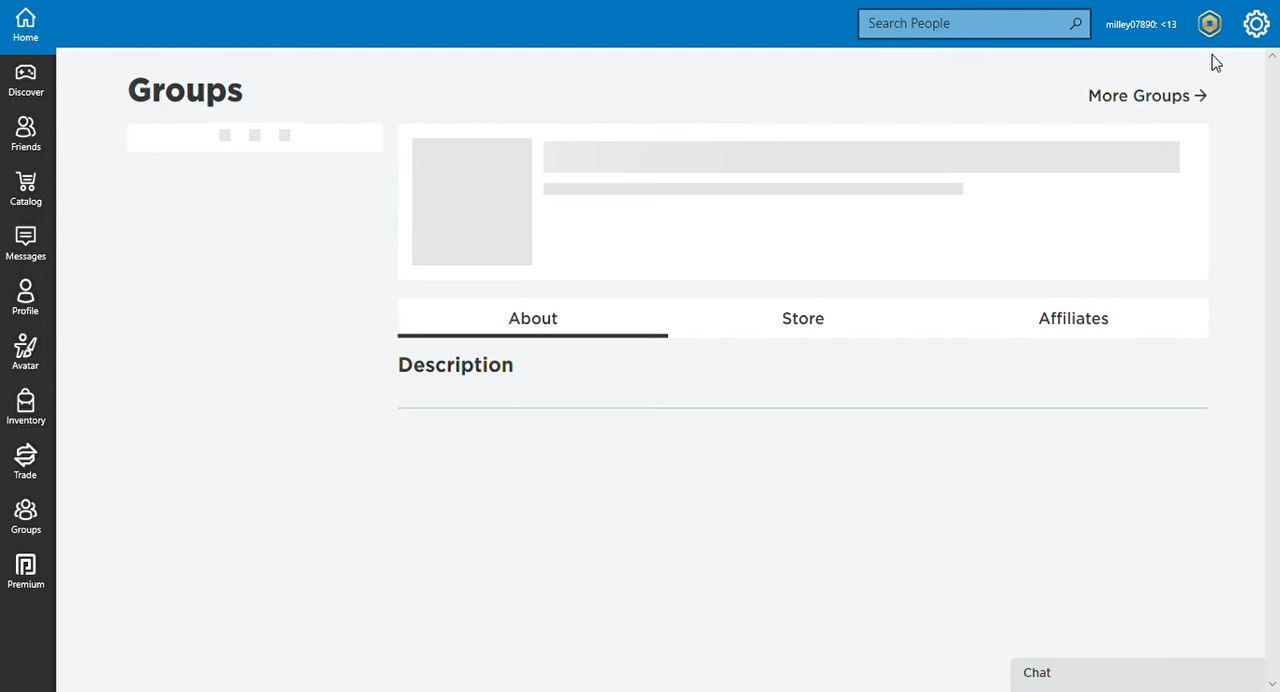 Home
Search People
milley07890: <13
Discover
Friends
Catalog
Messages
Profile
Avatar
Inventory
Trade
Groups
Premium
Groups
More Groups →
About
Store
Affiliates
Description
Chat